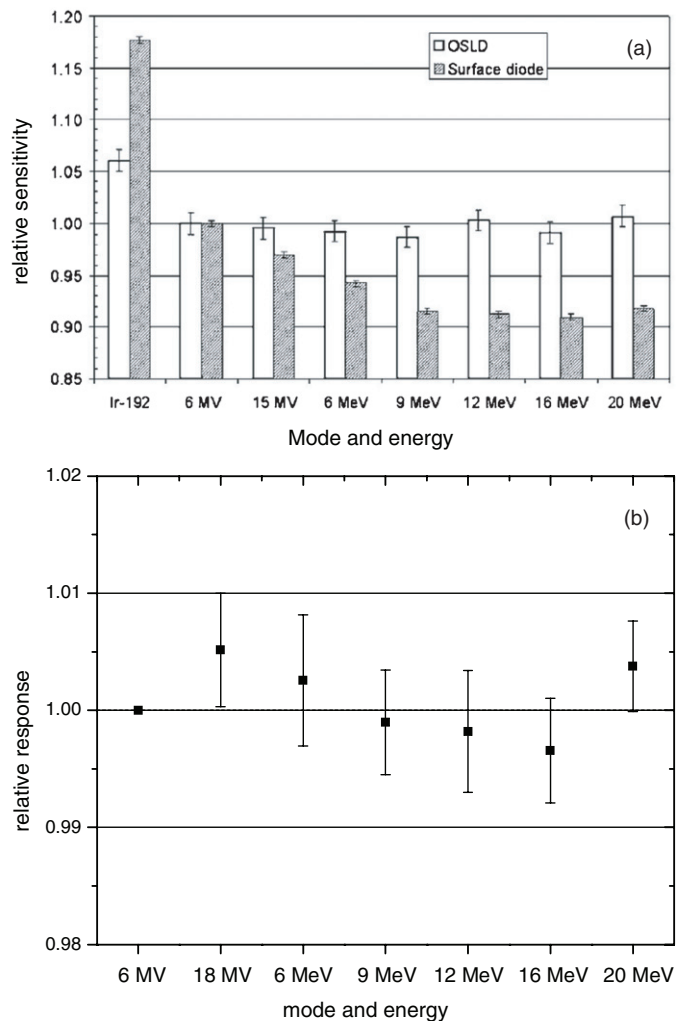 1.20
1.15
1.10
1.05
1.00
0.95
0.90
0.85
relative sensitivity
OSLD
Surface diode
(a)
Ir-192 6 MV 15 MV 6 MeV 9 MeV 12 MeV 16 MeV 20 MeV
Mode and energy
1.02
1.01
1.00
0.99
0.98
relative response
(b)
6 MV 18 MV 6 MeV 9 MeV 12 MeV 16 MeV 20 MeV
mode and energy